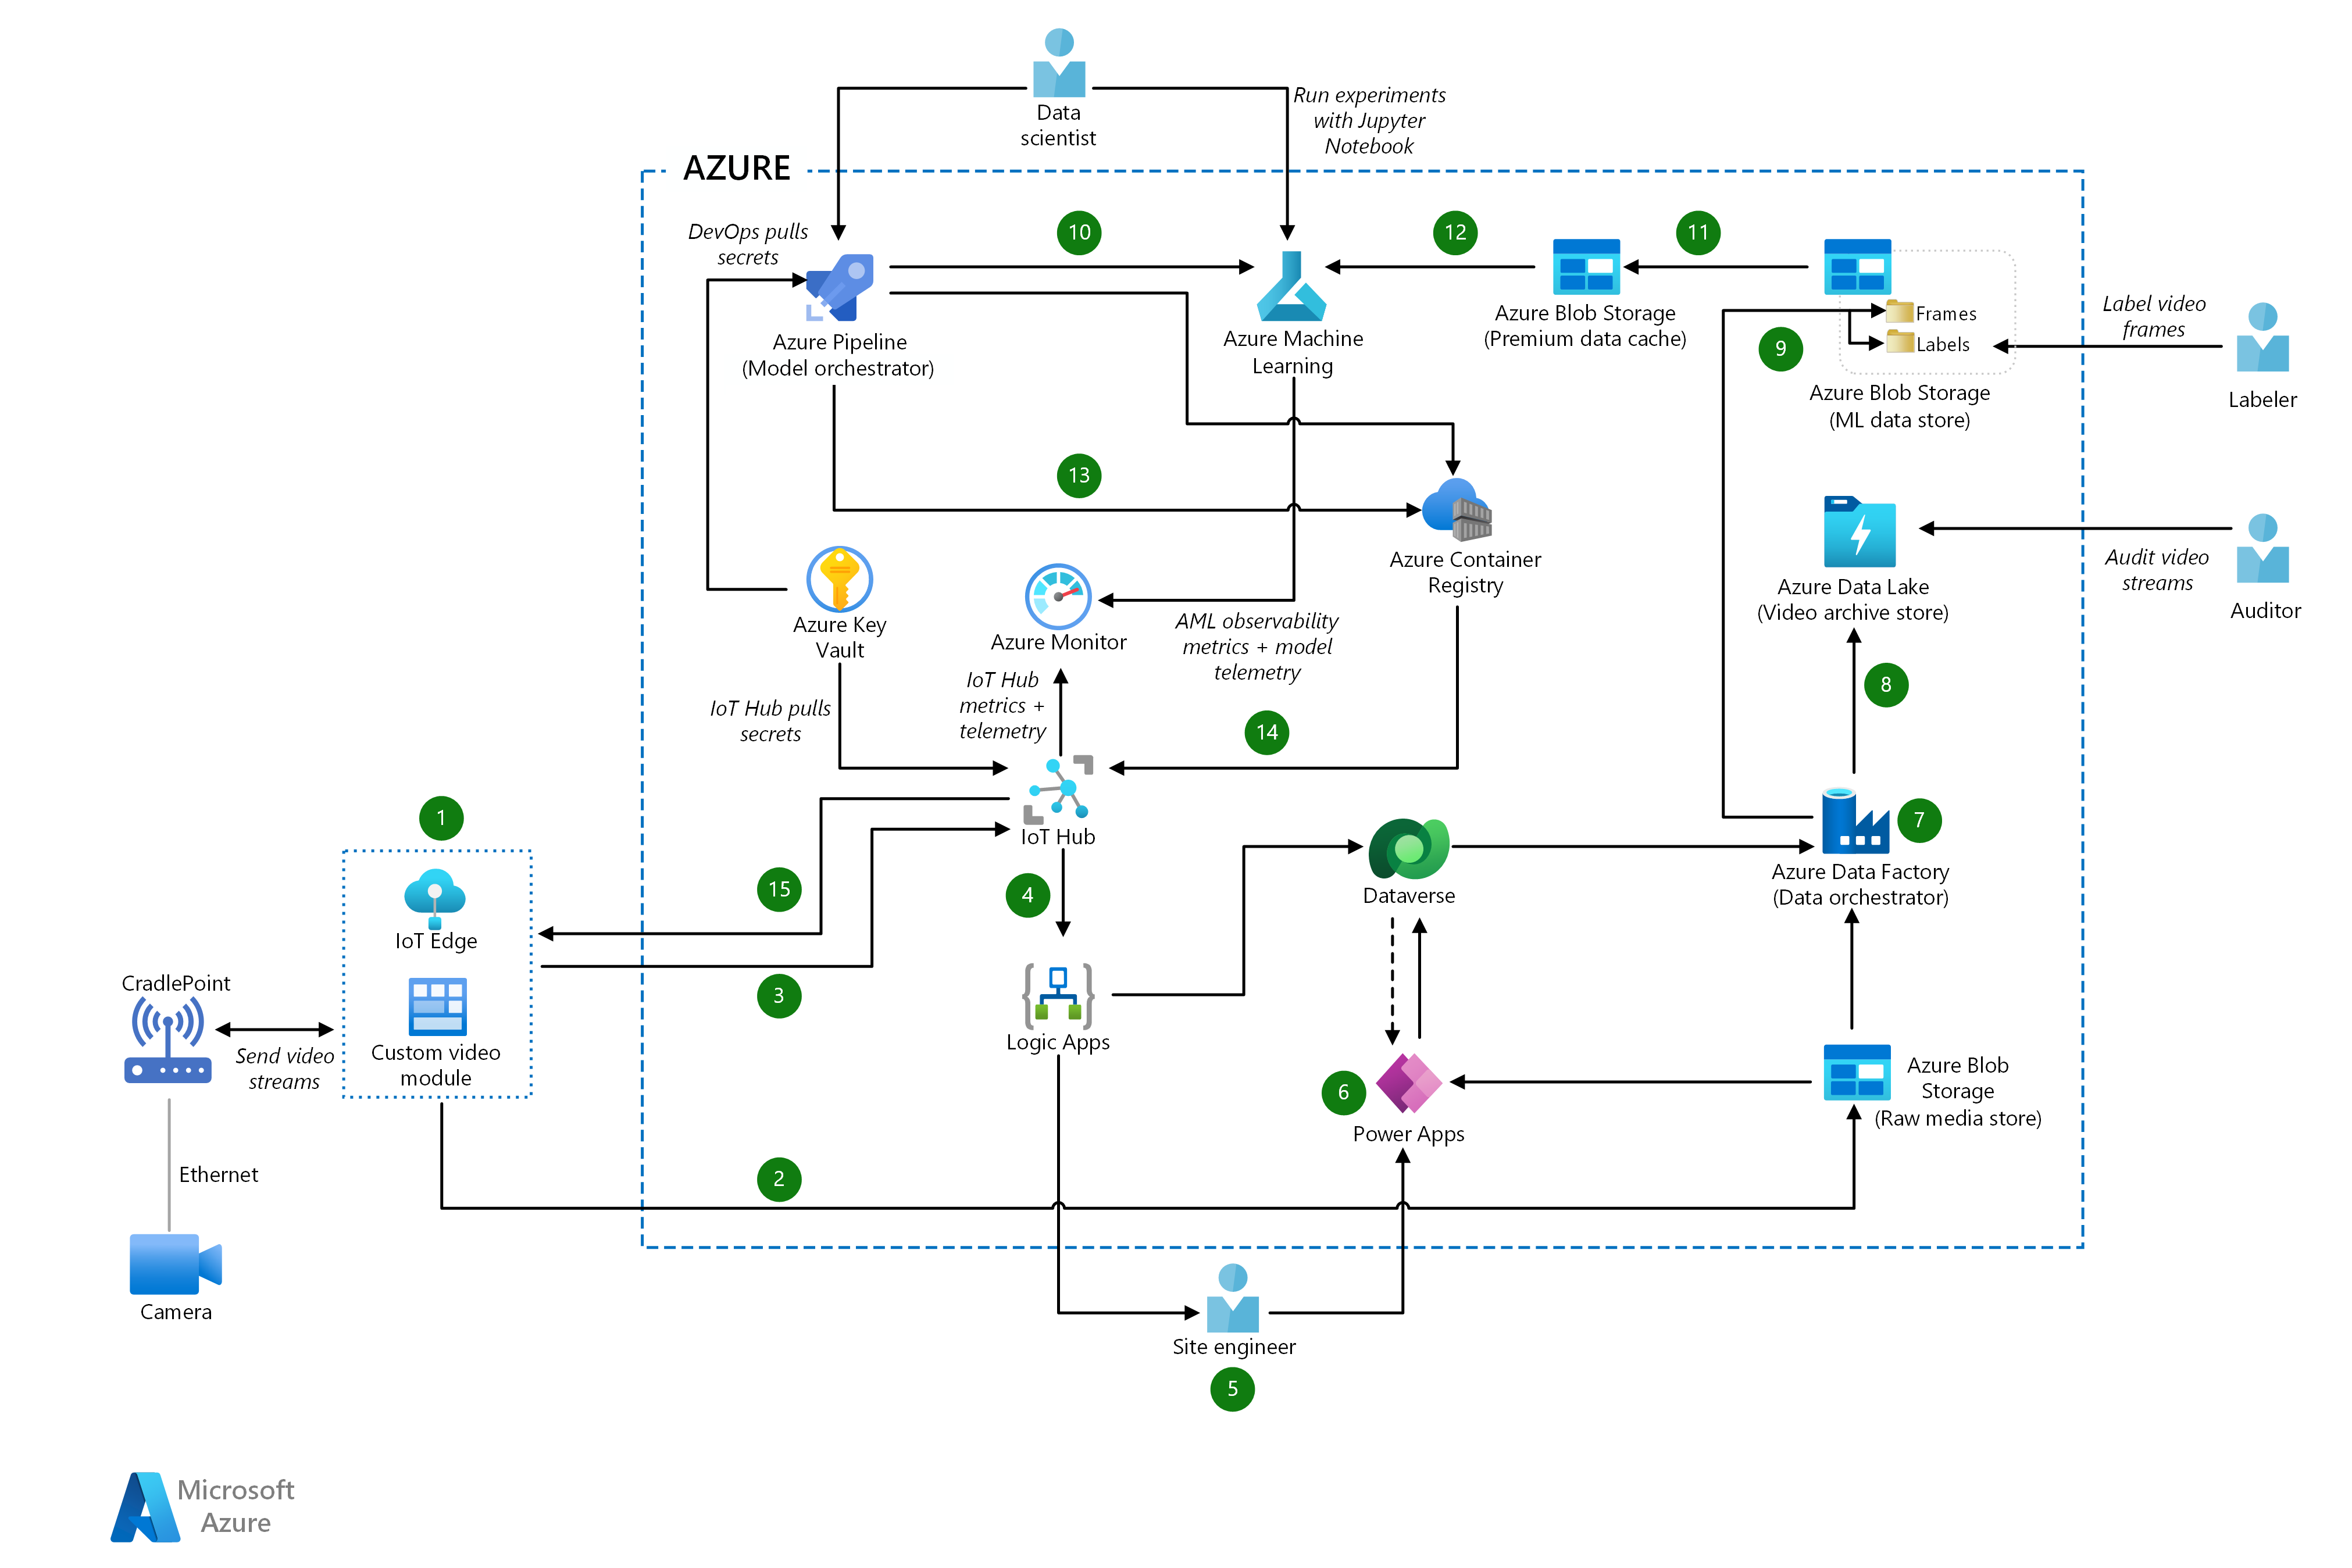 Data
scientist
Run experiments
with Jupyter
Notebook
AZURE
DevOps pulls
secrets
10
12
11
Azure Pipeline
(Model orchestrator)
Azure Machine
Learning
Azure Blob Storage
(Premium data cache)
Frames
Labels
9
Azure Blob Storage
(ML data store)
Label video
frames
Labeler
13
Azure Container
Registry
Azure Data Lake
(Video archive store)
Audit video
streams
Auditor
Azure Key
Vault
Azure Monitor
AML observability
metrics + model
telemetry
IoT Hub pulls
secrets
IoT Hub
metrics +
telemetry
14
8
1
IoT Hub
7
Azure Data Factory
(Data orchestrator)
15
4
Dataverse
IoT Edge
3
CradlePoint
Send video
streams
Custom video
module
Logic Apps
6
Power Apps
Azure Blob
Storage
(Raw media store)
Ethernet
2
Camera
Site engineer
5
Microsoft
Azure